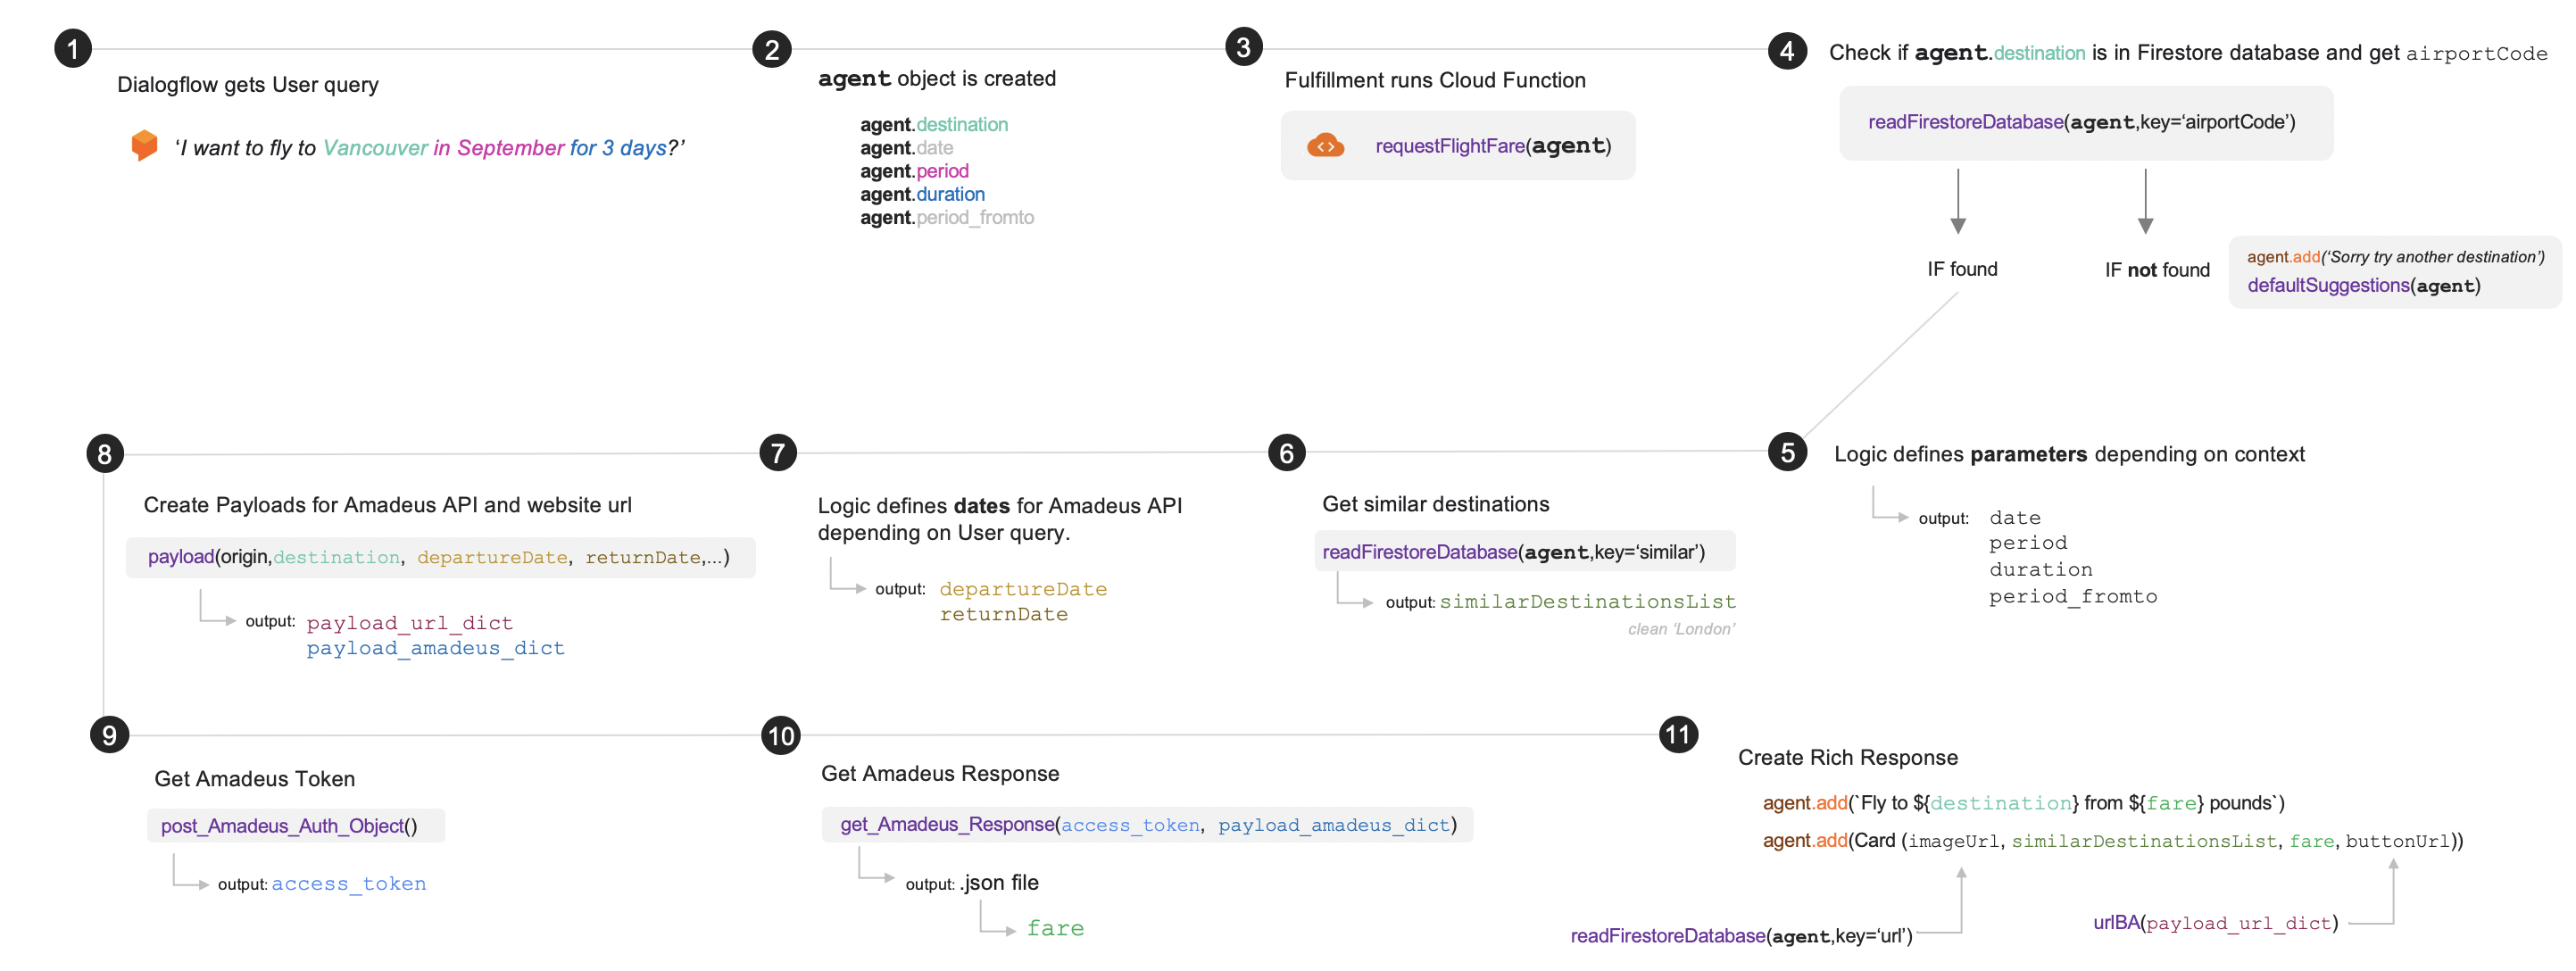 1
Dialogflow gets User query
‘I want to fly to Vancouver in September for 3 days?’
2
agent object is created
agent.destination
agent.date
agent.period
agent.duration
agent.period_fromto
3
Fulfillment runs Cloud Function
requestFlightFare(agent)
4
Check if agent.destination is in Firestore database and get airportCode
readFirestoreDatabase(agent,key=‘airportCode’)
IF found
IF not found
agent.add(‘Sorry try another destination’)
defaultSuggestions(agent)
5
Logic defines parameters depending on context
output: date
period
duration
period_fromto
6
Get similar destinations
readFirestoreDatabase(agent,key=‘similar’)
output: similarDestinationsList
clean ‘London’
7
Logic defines dates for Amadeus API
depending on User query.
output: departureDate
returnDate
8
Create Payloads for Amadeus API and website url
payload(origin,destination, departureDate, returnDate,...)
output: payload_url_dict
payload_amadeus_dict
9
Get Amadeus Token
post_Amadeus_Auth_Object()
output: access_token
10
Get Amadeus Response
get_Amadeus_Response(access_token, payload_amadeus_dict)
output: .json file
fare
11
Create Rich Response
agent.add(`Fly to ${destination} from ${fare} pounds`)
agent.add(Card (imageUrl, similarDestinationsList, fare, buttonUrl))
readFirestoreDatabase(agent,key=‘url’)
urlBA(payload_url_dict)